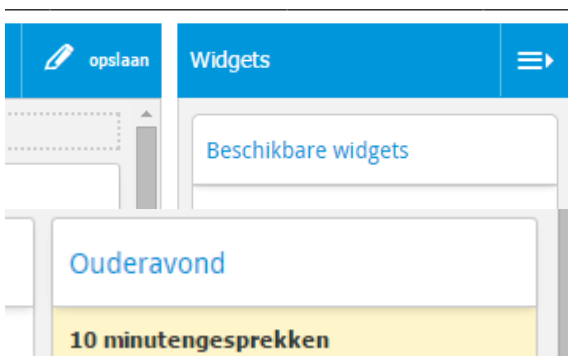 opslaan
Widgets
Beschikbare widgets
Ouderavond
10 minutengesprekken